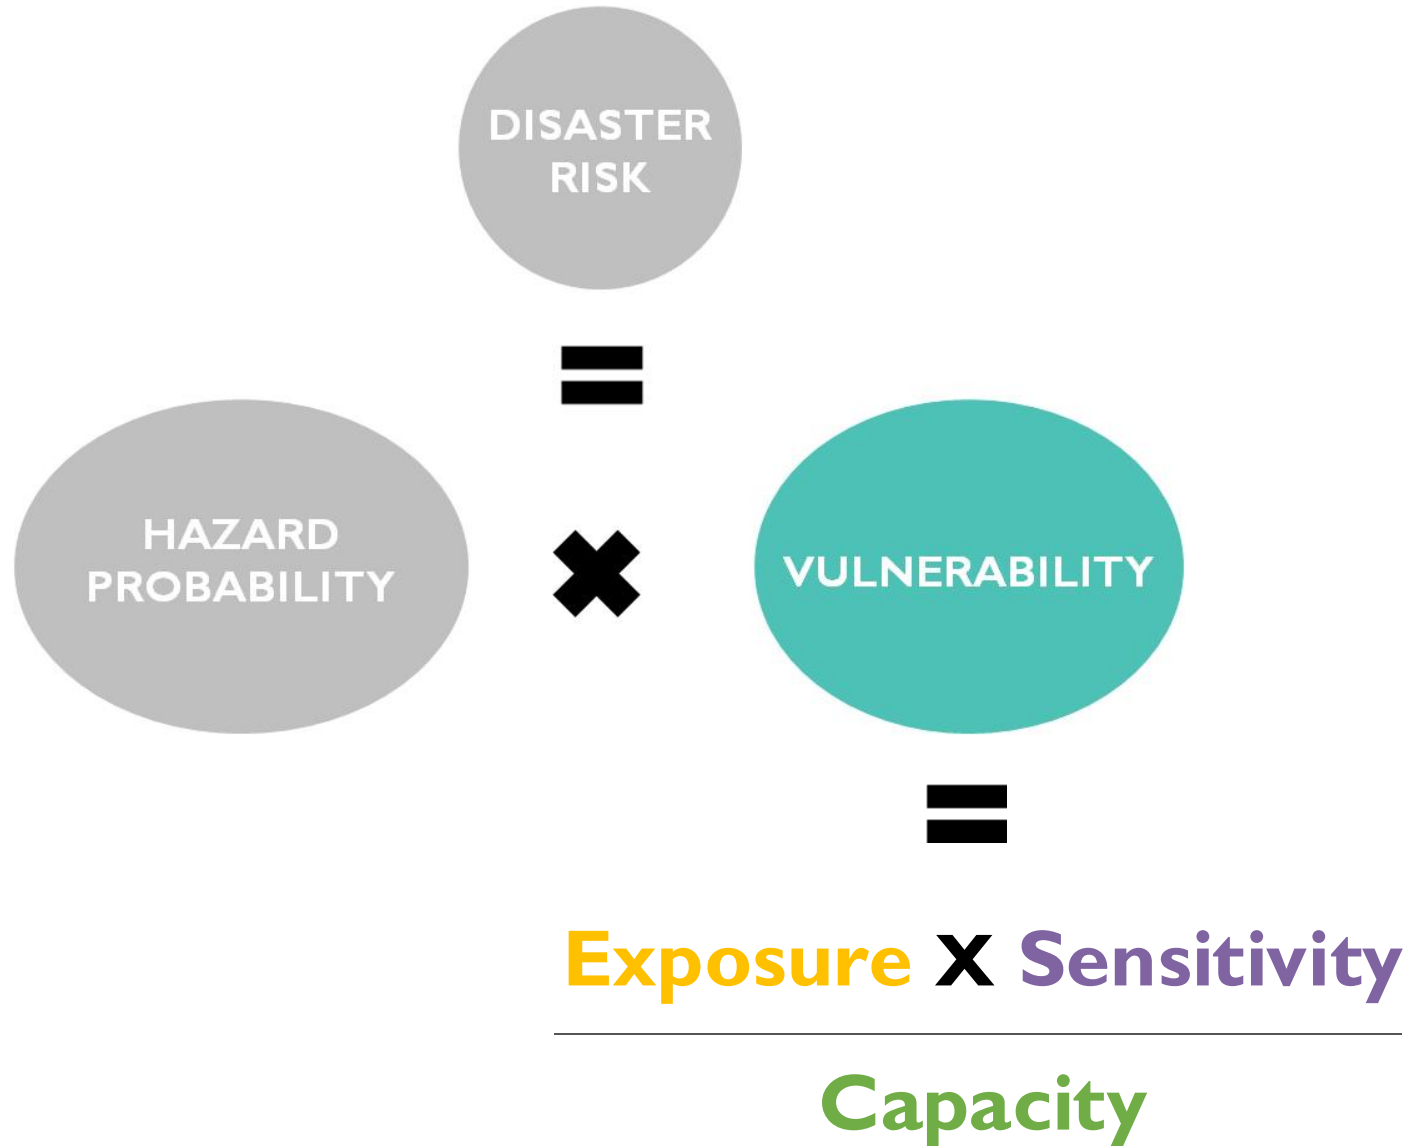 DISASTER
RISK
=
HAZARD
PROBABILITY
✖
VULNERABILITY
=
Exposure X Sensitivity
Capacity